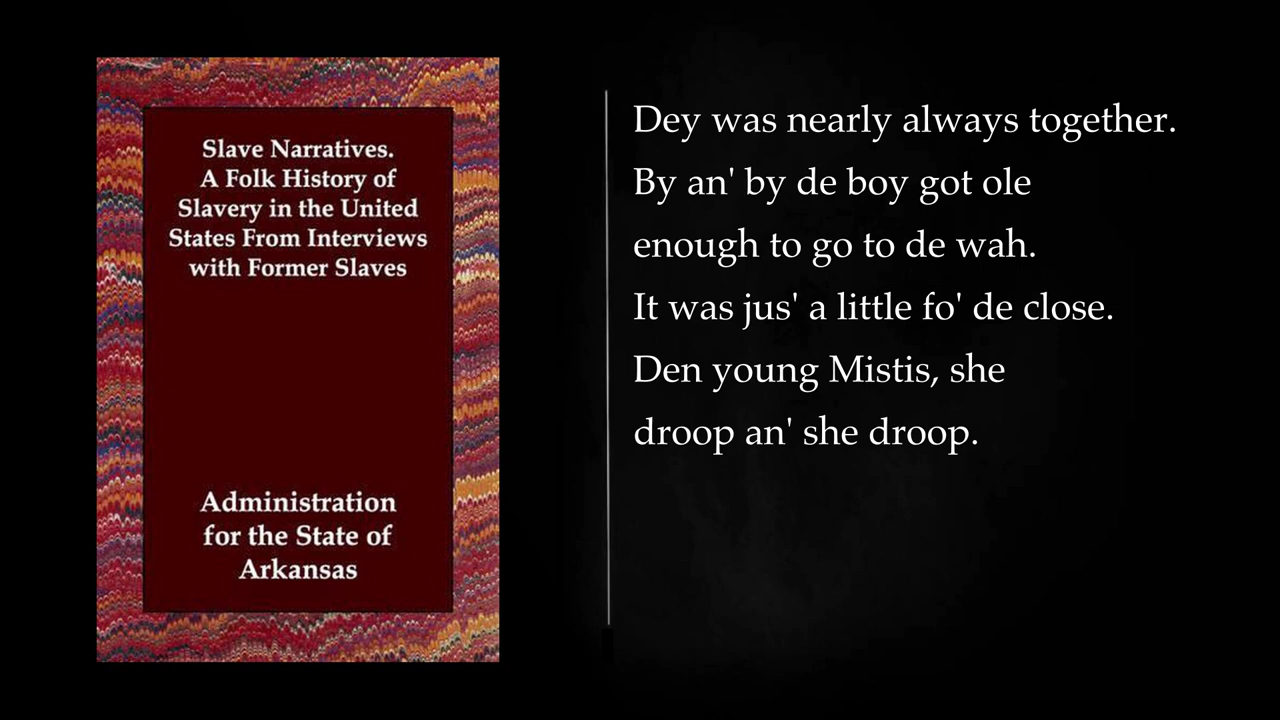 Slave Narratives.
A Folk History of
Slavery in the United
States From Interviews
with Former Slaves
Administration
for the State of
Arkansas
Dey was nearly always together.
By an' by de boy got ole
enough to go to de wah.
It was jus' a little fo' de close.
Den young Mistis, she
droop an' she droop.